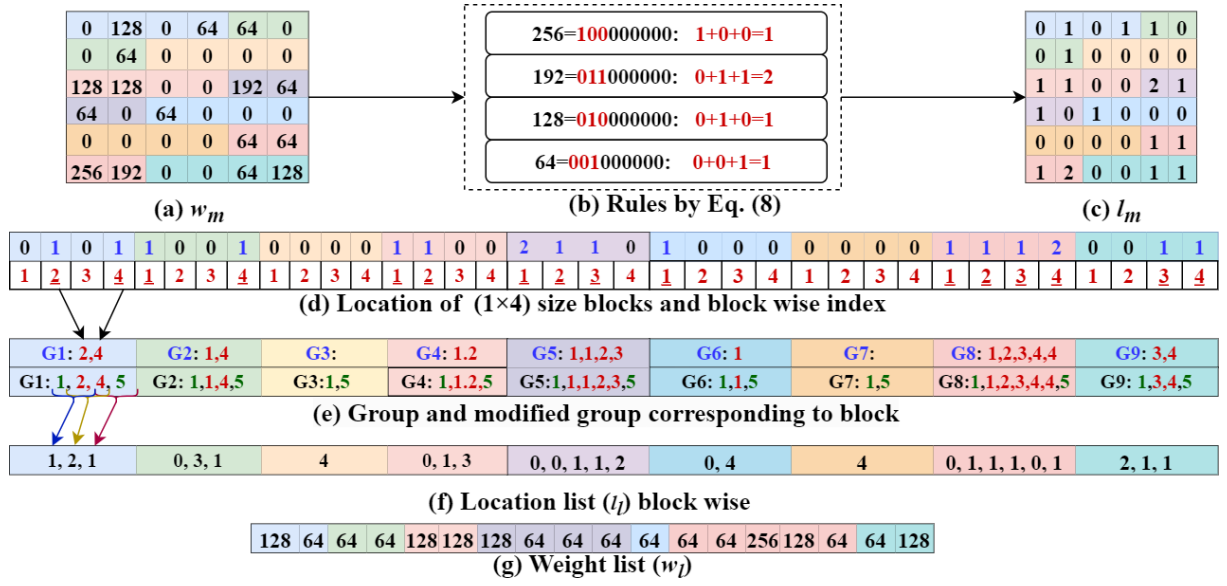 0 128 0 64 64 0
0 64 0 0 0 0
128 128 0 0 192 64
64 0 64 0 0 0
0 0 0 0 64 64
256 192 0 0 64 128
(a) w_m
256=100000000: 1+0+0=1
192=011000000: 0+1+1=2
128=010000000: 0+1+0=1
64=001000000: 0+0+1=1
(b) Rules by Eq. (8)
0 1 0 1 1 0
0 1 0 0 0 0
1 1 0 0 2 1
1 0 1 0 0 0
0 0 0 0 1 1
1 2 0 0 1 1
(c) l_m
0 1 0 1 1 0 0 1 0 0 0 0 1 1 0 0 2 1 1 0 1 0 0 0 0 0 0 0 1 1 1 2 0 0 1 1
1 2 3 4 1 2 3 4 1 2 3 4 1 2 3 4 1 2 3 4 1 2 3 4 1 2 3 4 1 2 3 4 1 2 3 4
(d) Location of (1×4) size blocks and block wise index
G1: 2,4 G2: 1,4 G3: G4: 1.2 G5: 1,1,2,3 G6: 1 G7: G8: 1,2,3,4,4 G9: 3,4
G1: 1, 2, 4, 5 G2: 1,1,4,5 G3:1,5 G4: 1,1.2,5 G5:1,1,1,2,3,5 G6: 1,1,5 G7: 1,5 G8:1,1,2,3,4,4,5 G9: 1,3,4,5
(e) Group and modified group corresponding to block
1, 2, 1 0, 3, 1 4 0, 1, 3 0, 0, 1, 1, 2 0, 4 4 0, 1, 1, 1, 0, 1 2, 1, 1
(f) Location list (l_l) block wise
128 64 64 64 128 128 128 64 64 64 64 64 64 256 128 64 64 128
(g) Weight list (w_l)